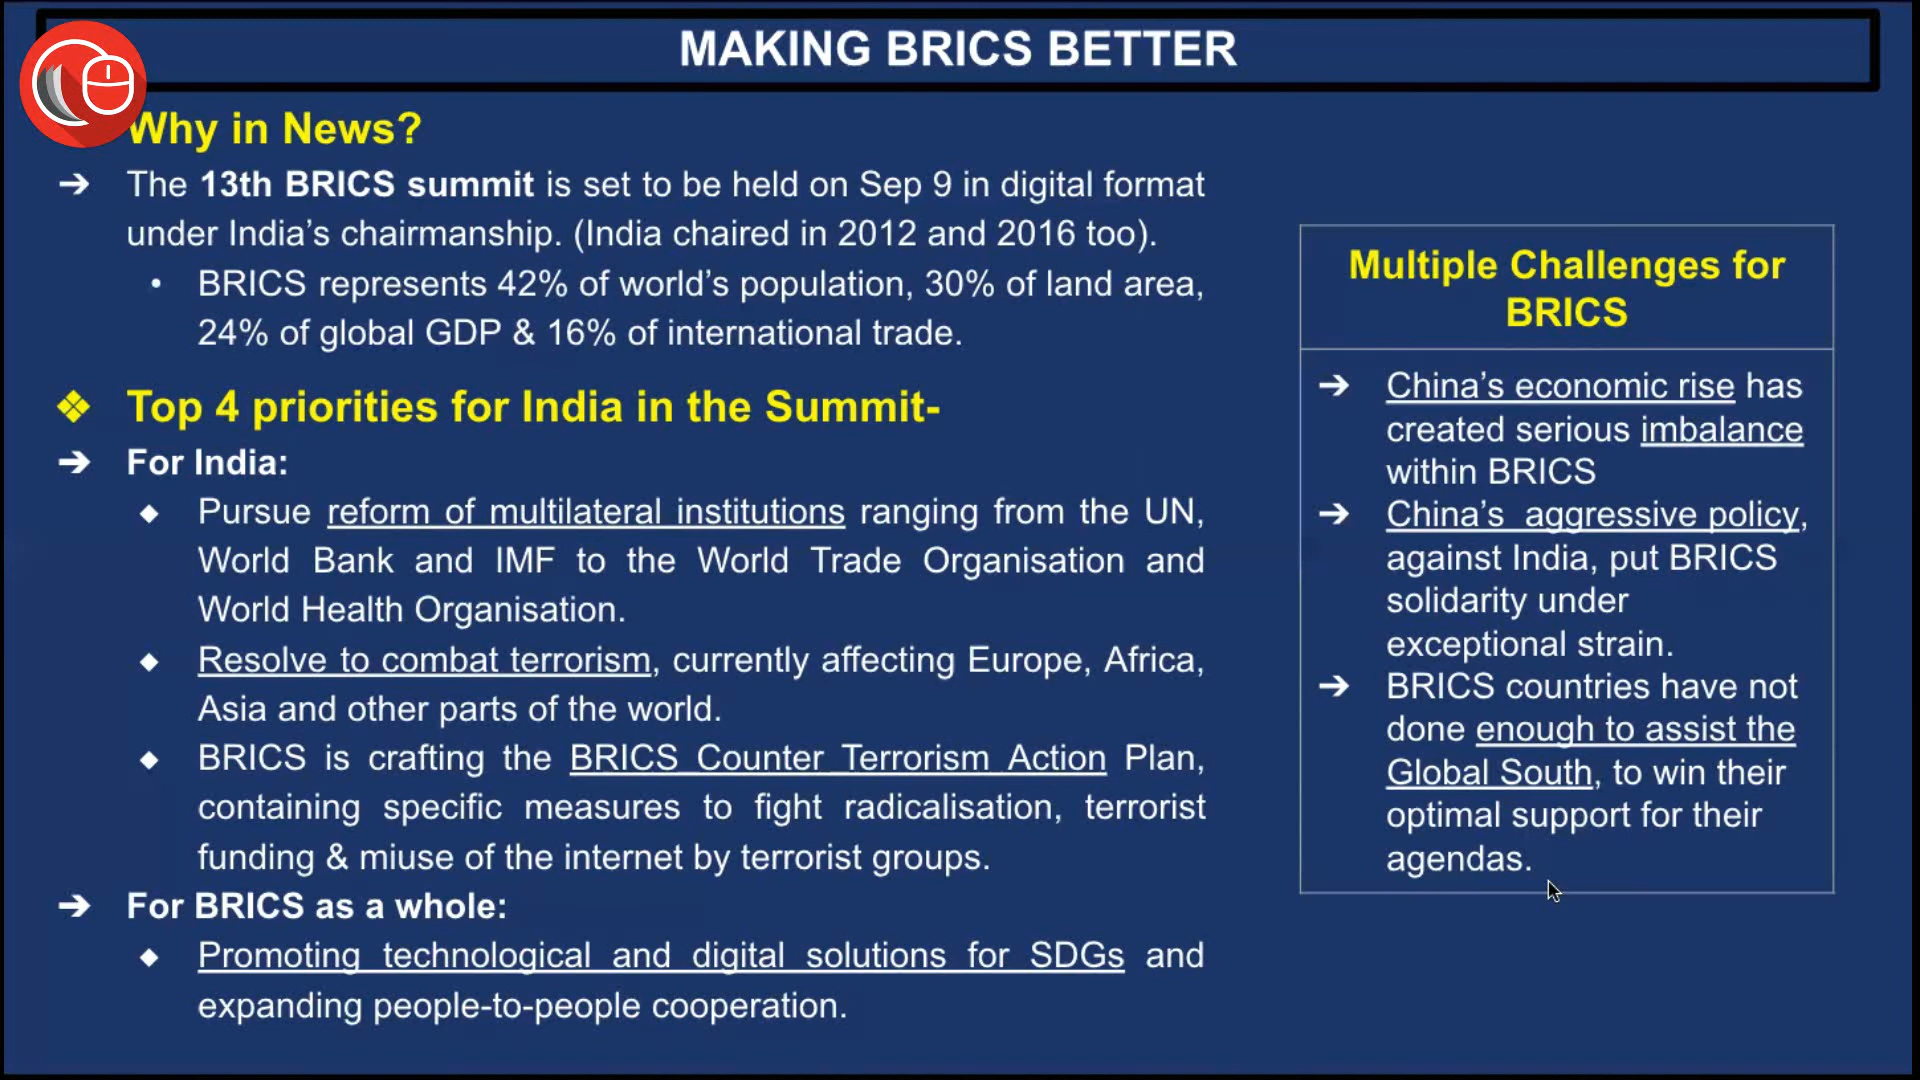 MAKING BRICS BETTER
Why in News?
➔ The 13th BRICS summit is set to be held on Sep 9 in digital format
under India’s chairmanship. (India chaired in 2012 and 2016 too).
• BRICS represents 42% of world’s population, 30% of land area,
24% of global GDP & 16% of international trade.
❖ Top 4 priorities for India in the Summit-
➔ For India:
◆ Pursue reform of multilateral institutions ranging from the UN,
World Bank and IMF to the World Trade Organisation and
World Health Organisation.
◆ Resolve to combat terrorism, currently affecting Europe, Africa,
Asia and other parts of the world.
◆ BRICS is crafting the BRICS Counter Terrorism Action Plan,
containing specific measures to fight radicalisation, terrorist
funding & miuse of the internet by terrorist groups.
➔ For BRICS as a whole:
◆ Promoting technological and digital solutions for SDGs and
expanding people-to-people cooperation.
Multiple Challenges for
BRICS
➔ China’s economic rise has
created serious imbalance
within BRICS
➔ China’s aggressive policy,
against India, put BRICS
solidarity under
exceptional strain.
➔ BRICS countries have not
done enough to assist the
Global South, to win their
optimal support for their
agendas.